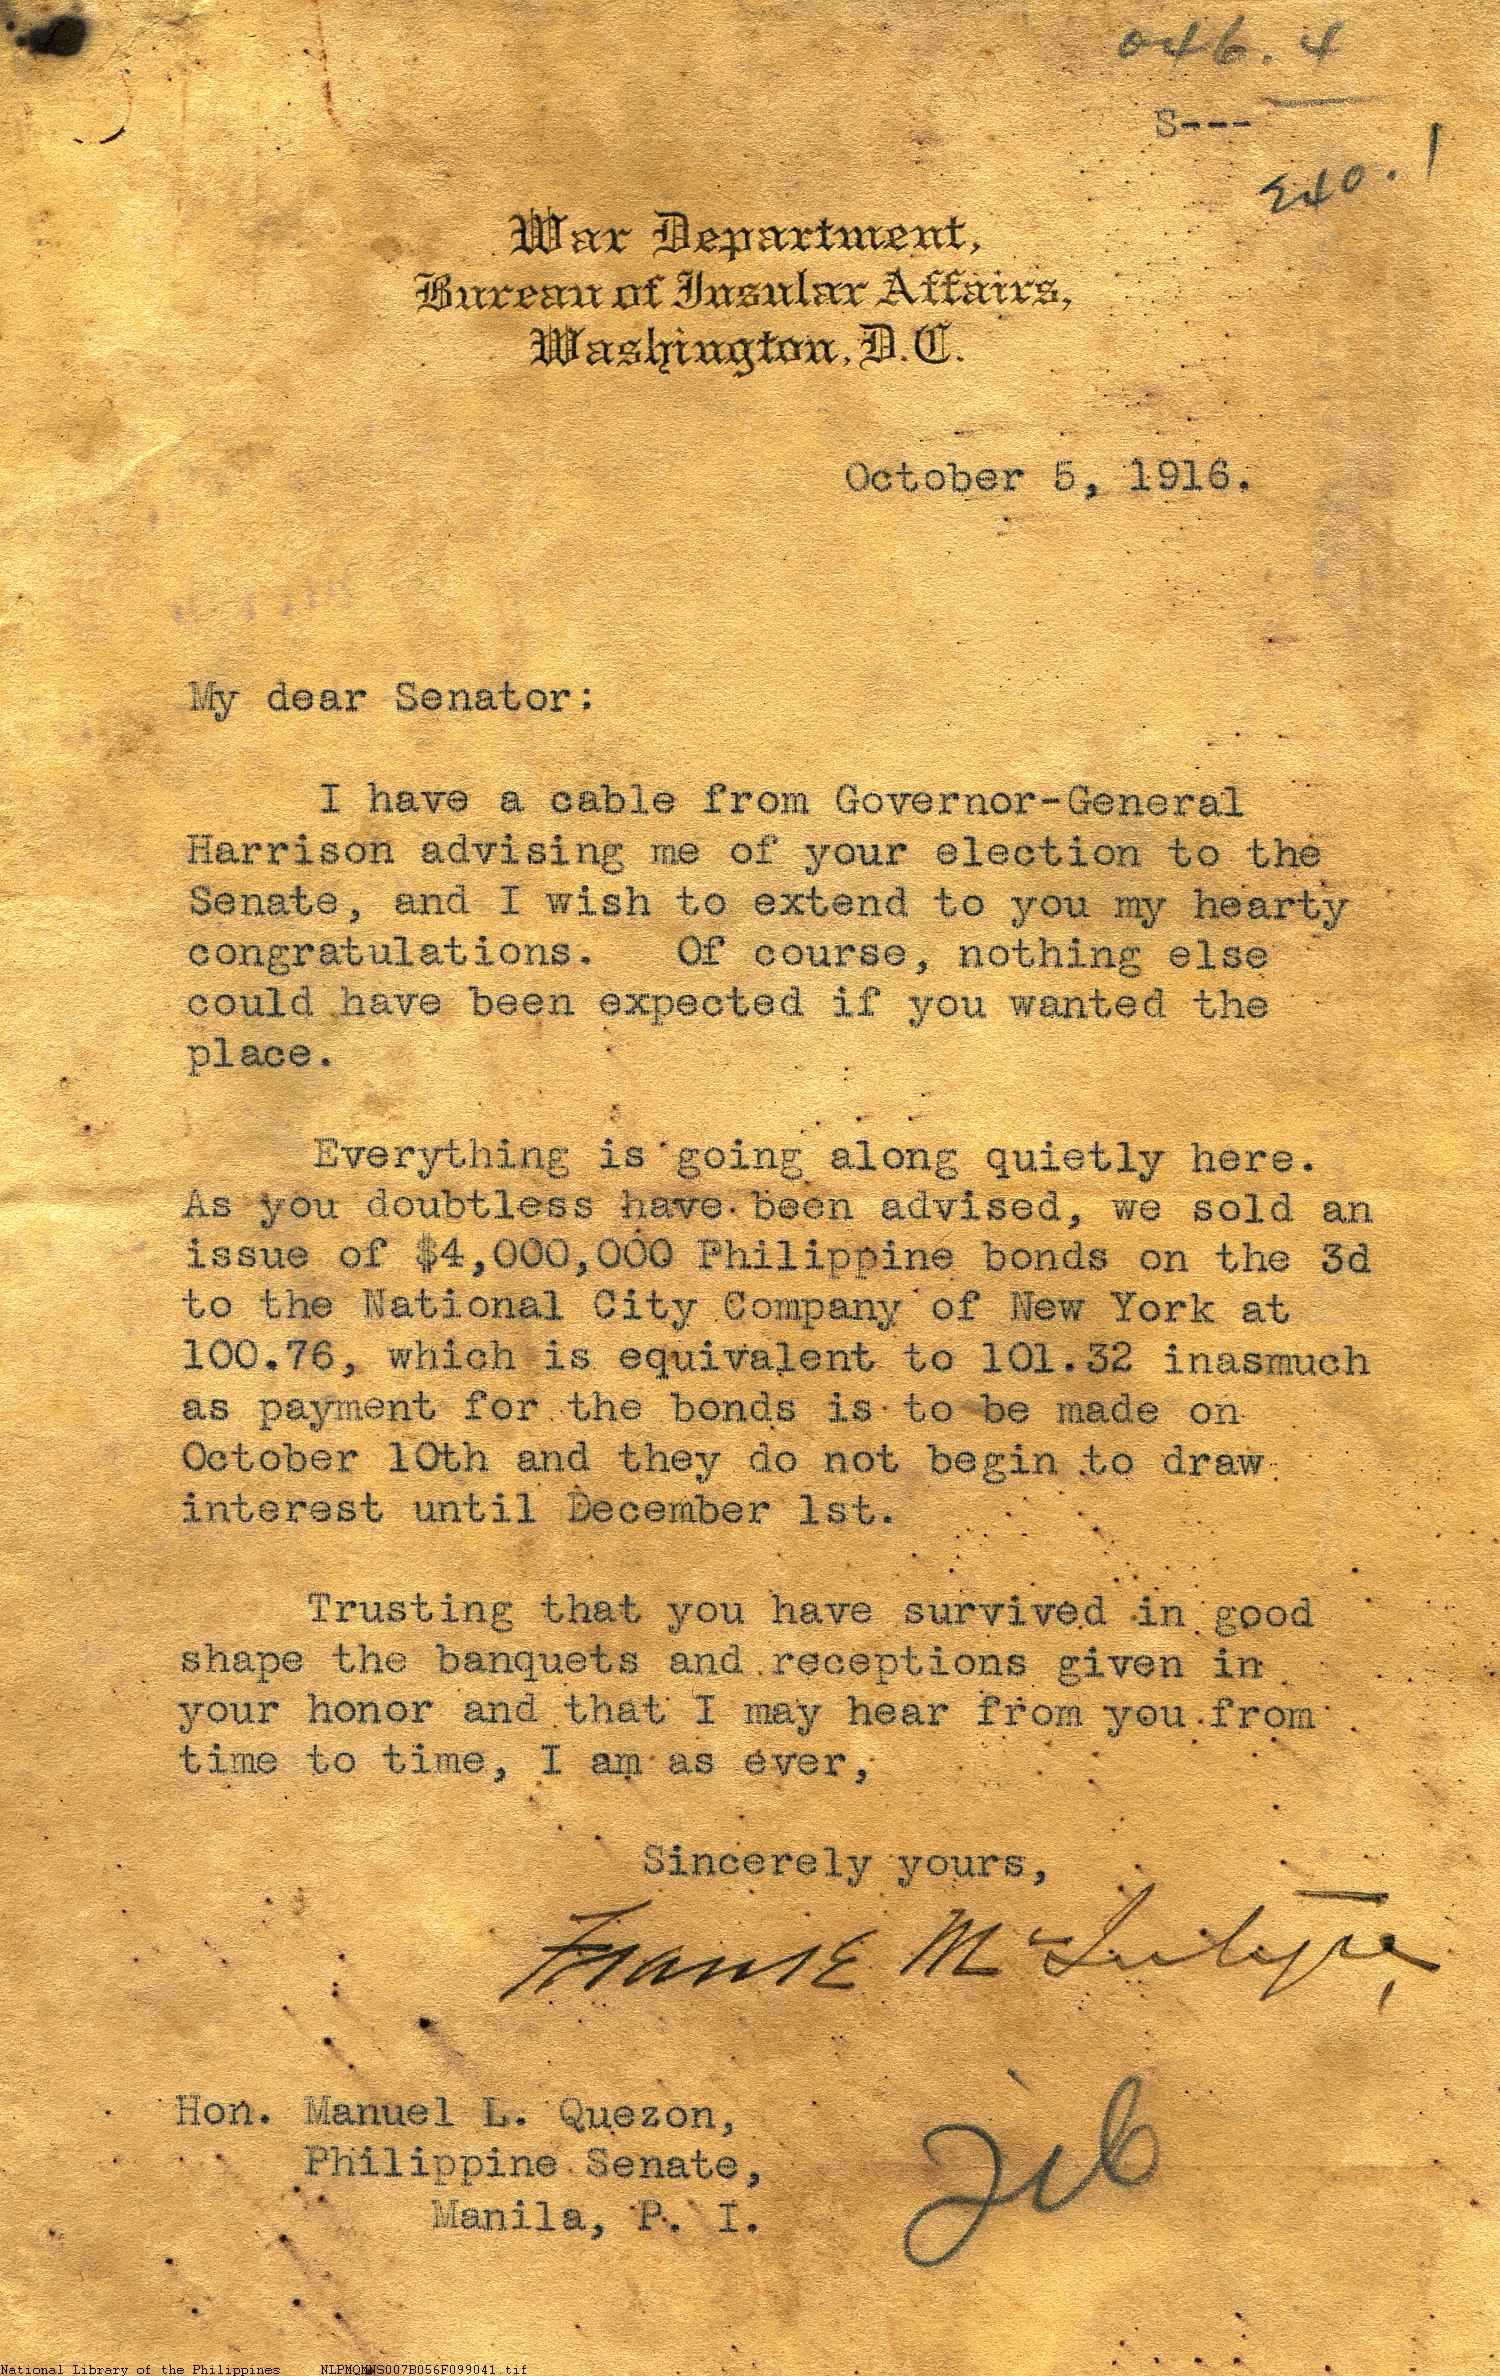 046.4
S---
240.1
War Department,
Bureau of Insular Affairs,
Washington, D.C.
October 5, 1916.
My dear Senator:
I have a cable from Governor-General
Harrison advising me of your election to the
Senate, and I wish to extend to you my hearty
congratulations. Of course, nothing else
could have been expected if you wanted the
place.
Everything is going along quietly here.
As you doubtless have been advised, we sold an
issue of $4,000,000 Philippine bonds on the 3d
to the National City Company of New York at
100.76, which is equivalent to 101.32 inasmuch
as payment for the bonds is to be made on
October 10th and they do not begin to draw
interest until December 1st.
Trusting that you have survived in good
shape the banquets and receptions given in
your honor and that I may hear from you from
time to time, I am as ever,
Sincerely yours,
Frank McIntyre,
Hon. Manuel L. Quezon,
Philippine Senate,
Manila, P. I.
National Library of the Philippines NLPMQMNS007B056F099041.tif